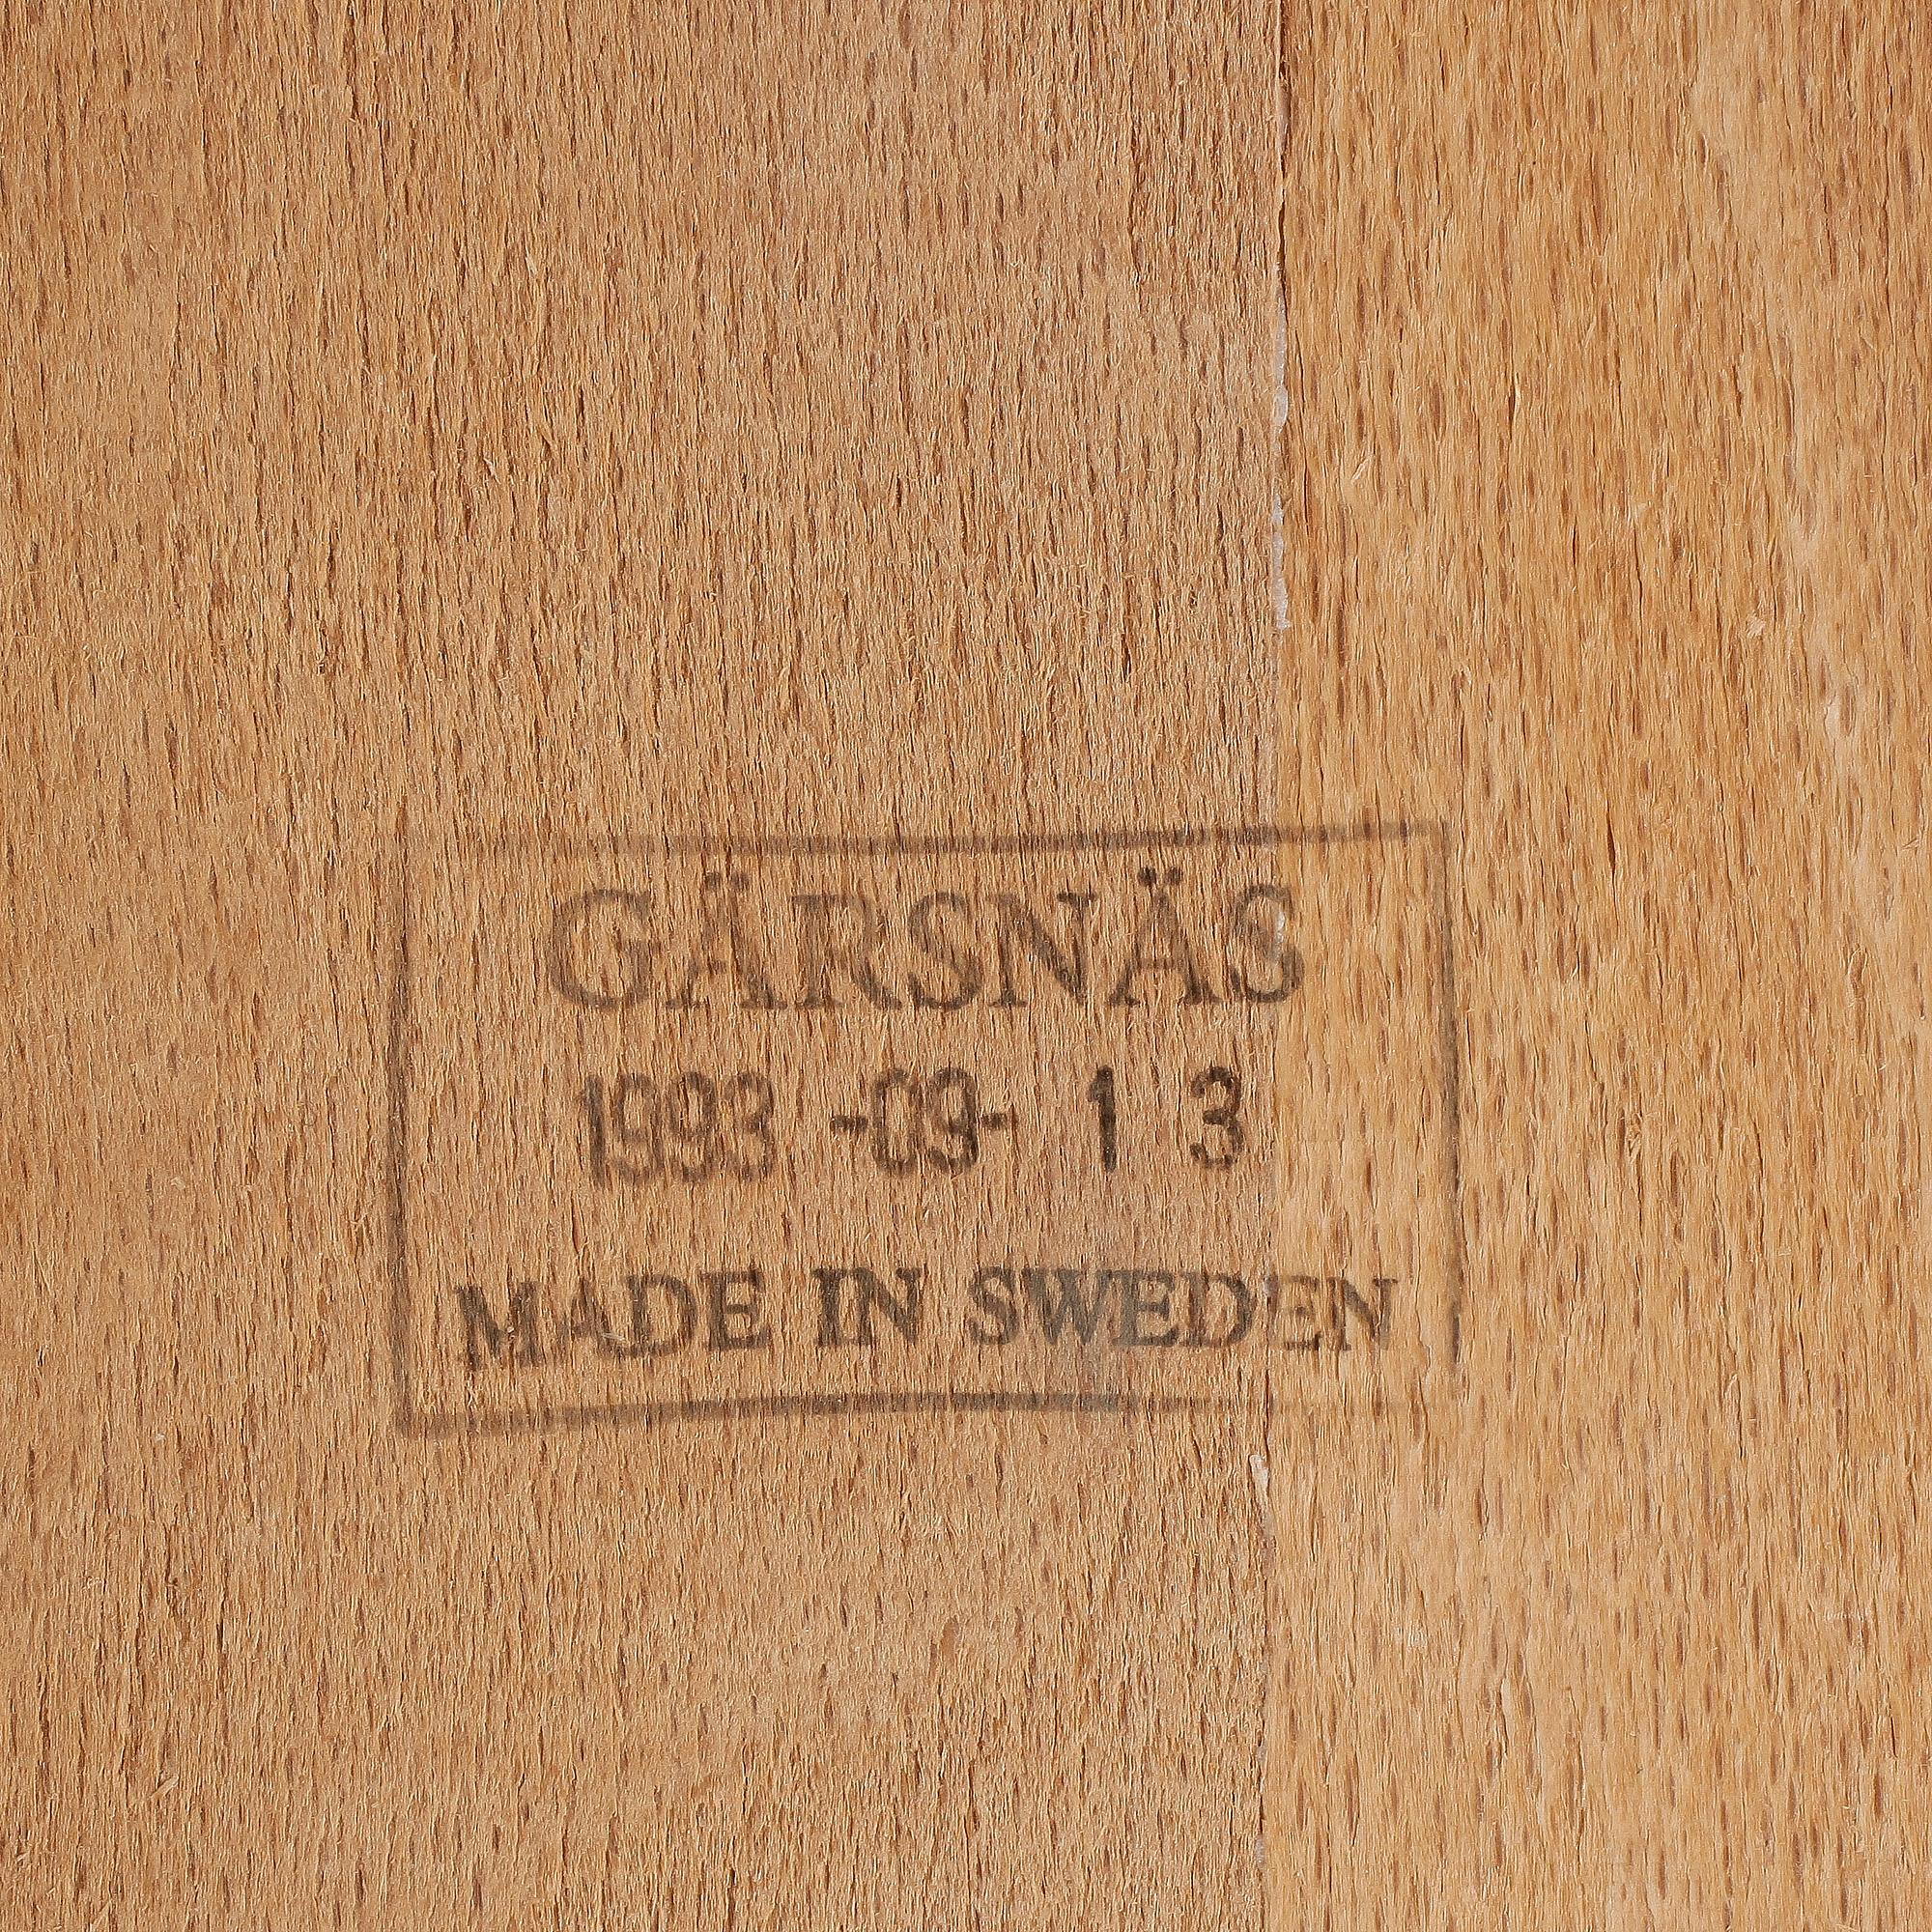 GÄRSNÄS
1993 -09- 1 3
MADE IN SWEDEN